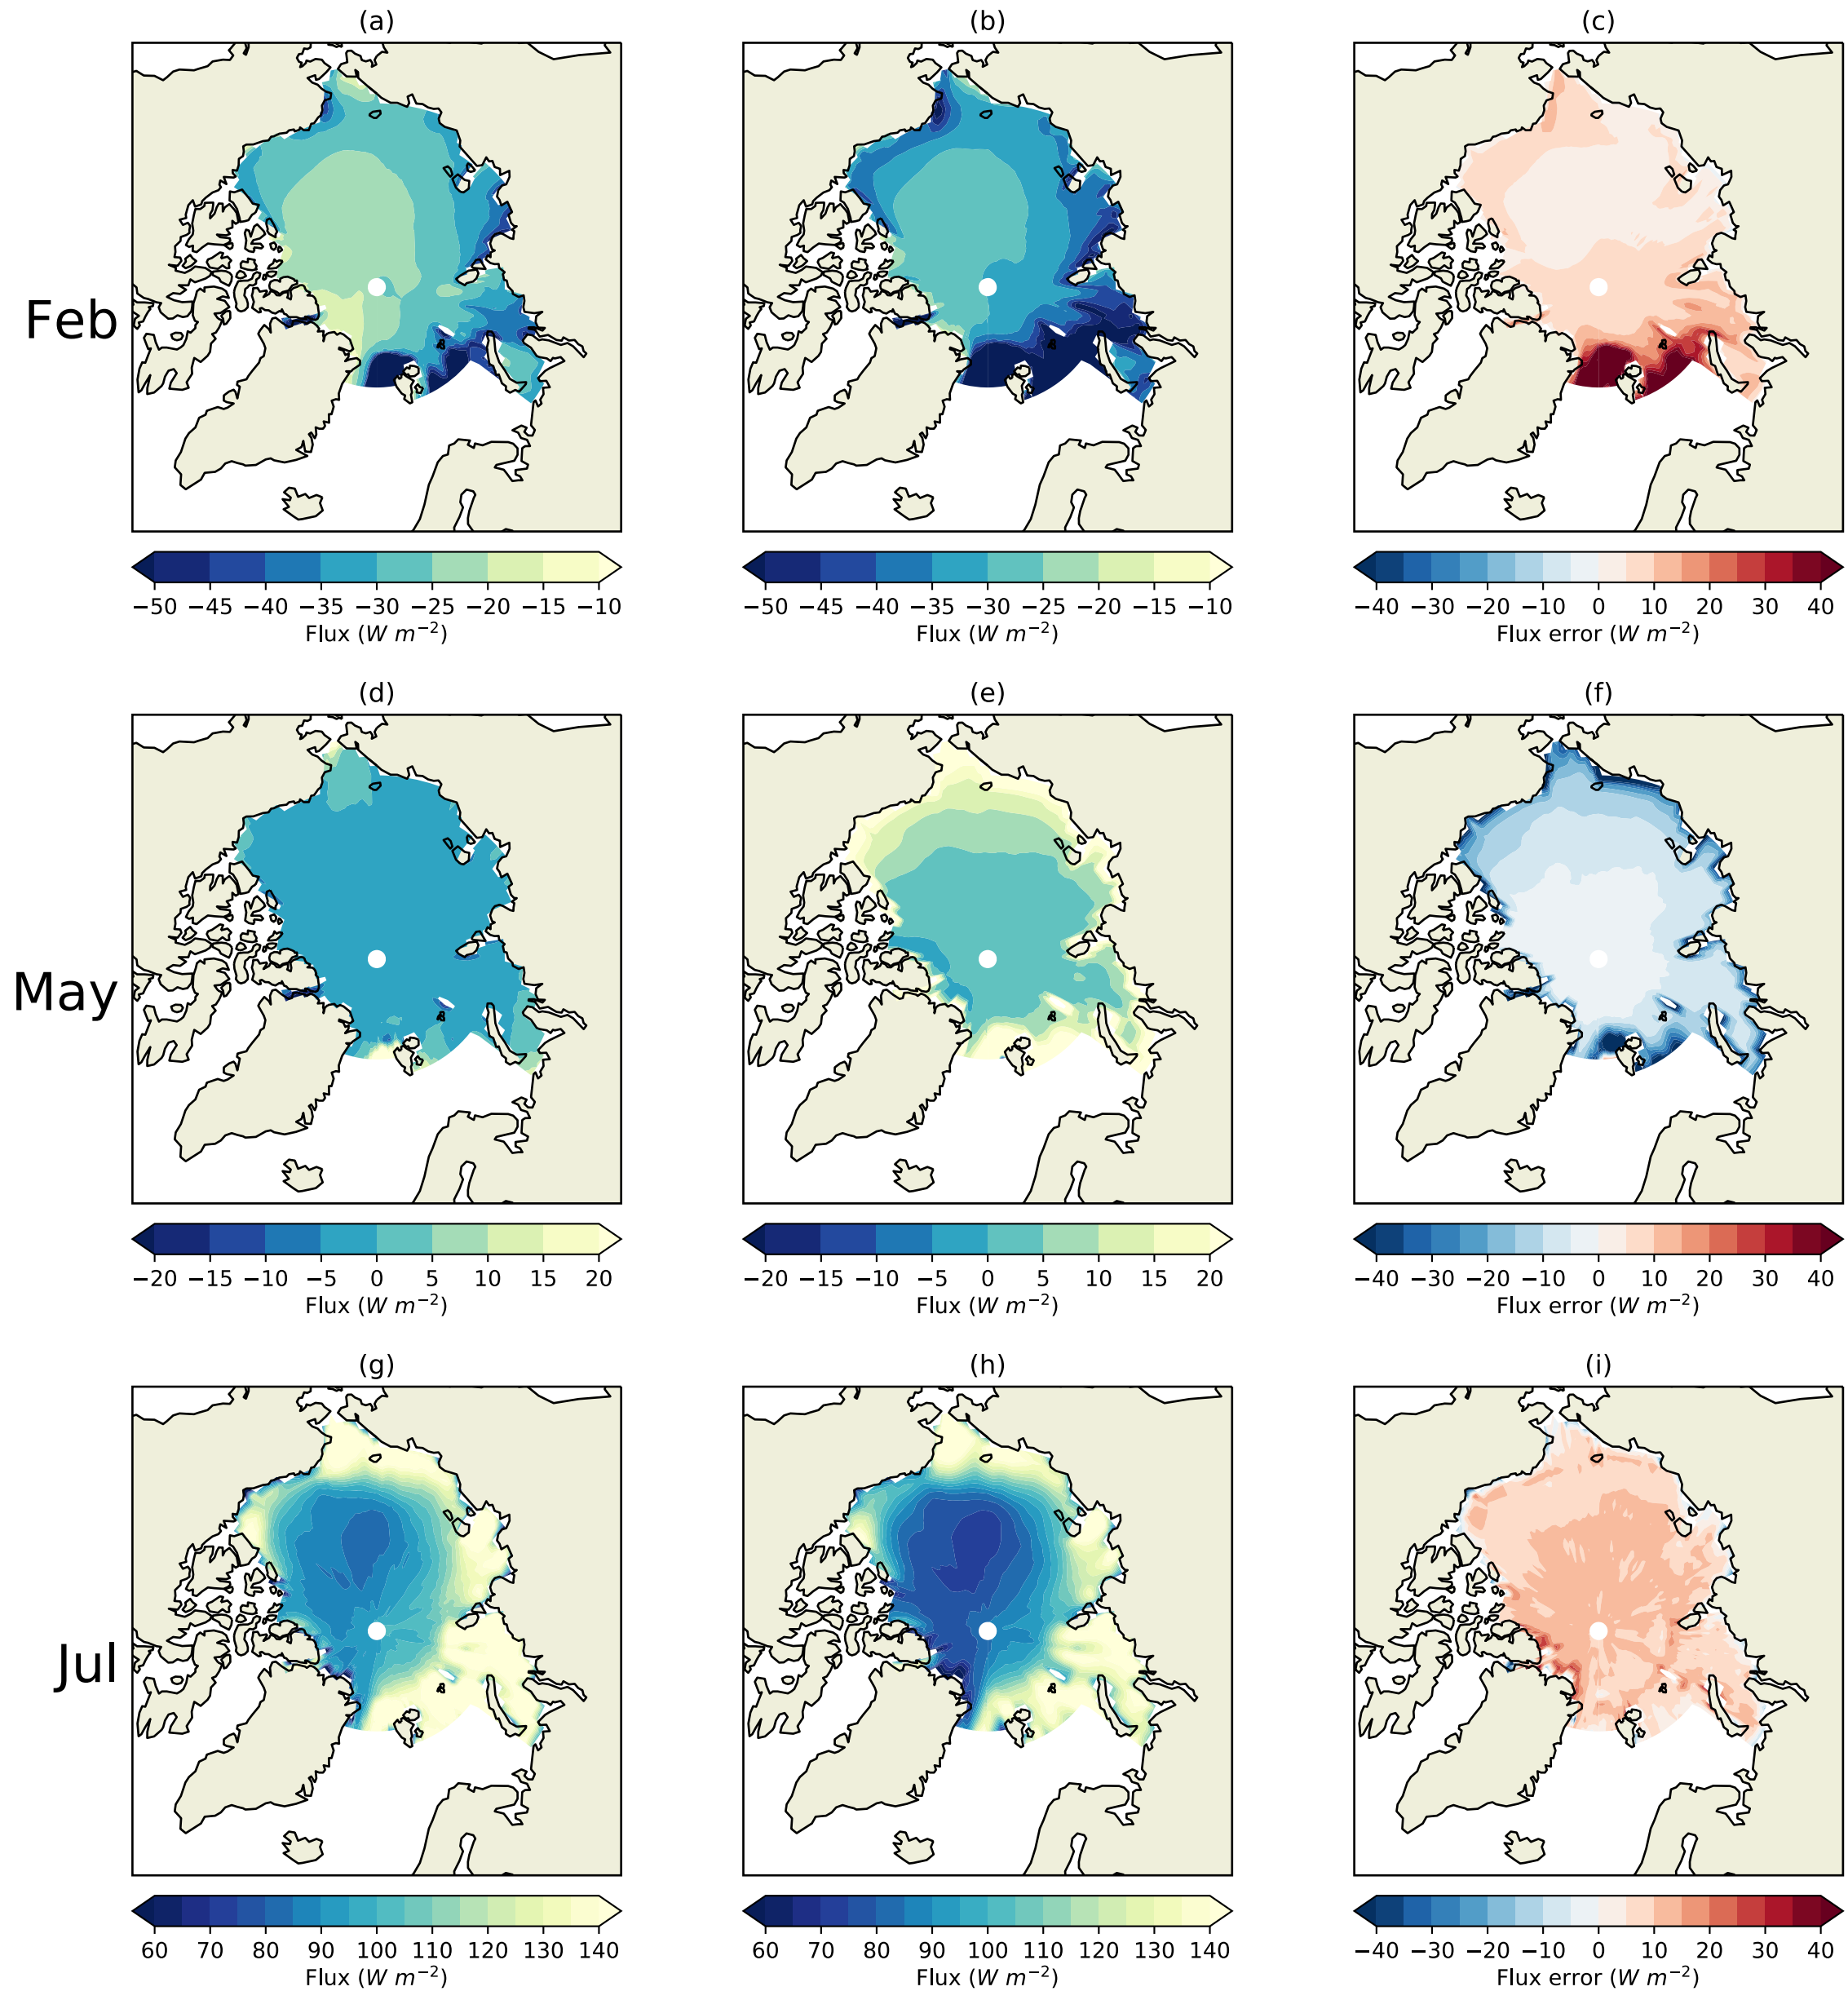 (a) (b) (c)
Feb
−50 −45 −40 −35 −30 −25 −20 −15 −10
Flux (W m⁻²)
−50 −45 −40 −35 −30 −25 −20 −15 −10
Flux (W m⁻²)
−40 −30 −20 −10 0 10 20 30 40
Flux error (W m⁻²)
(d) (e) (f)
May
−20 −15 −10 −5 0 5 10 15 20
Flux (W m⁻²)
−20 −15 −10 −5 0 5 10 15 20
Flux (W m⁻²)
−40 −30 −20 −10 0 10 20 30 40
Flux error (W m⁻²)
(g) (h) (i)
Jul
60 70 80 90 100 110 120 130 140
Flux (W m⁻²)
60 70 80 90 100 110 120 130 140
Flux (W m⁻²)
−40 −30 −20 −10 0 10 20 30 40
Flux error (W m⁻²)